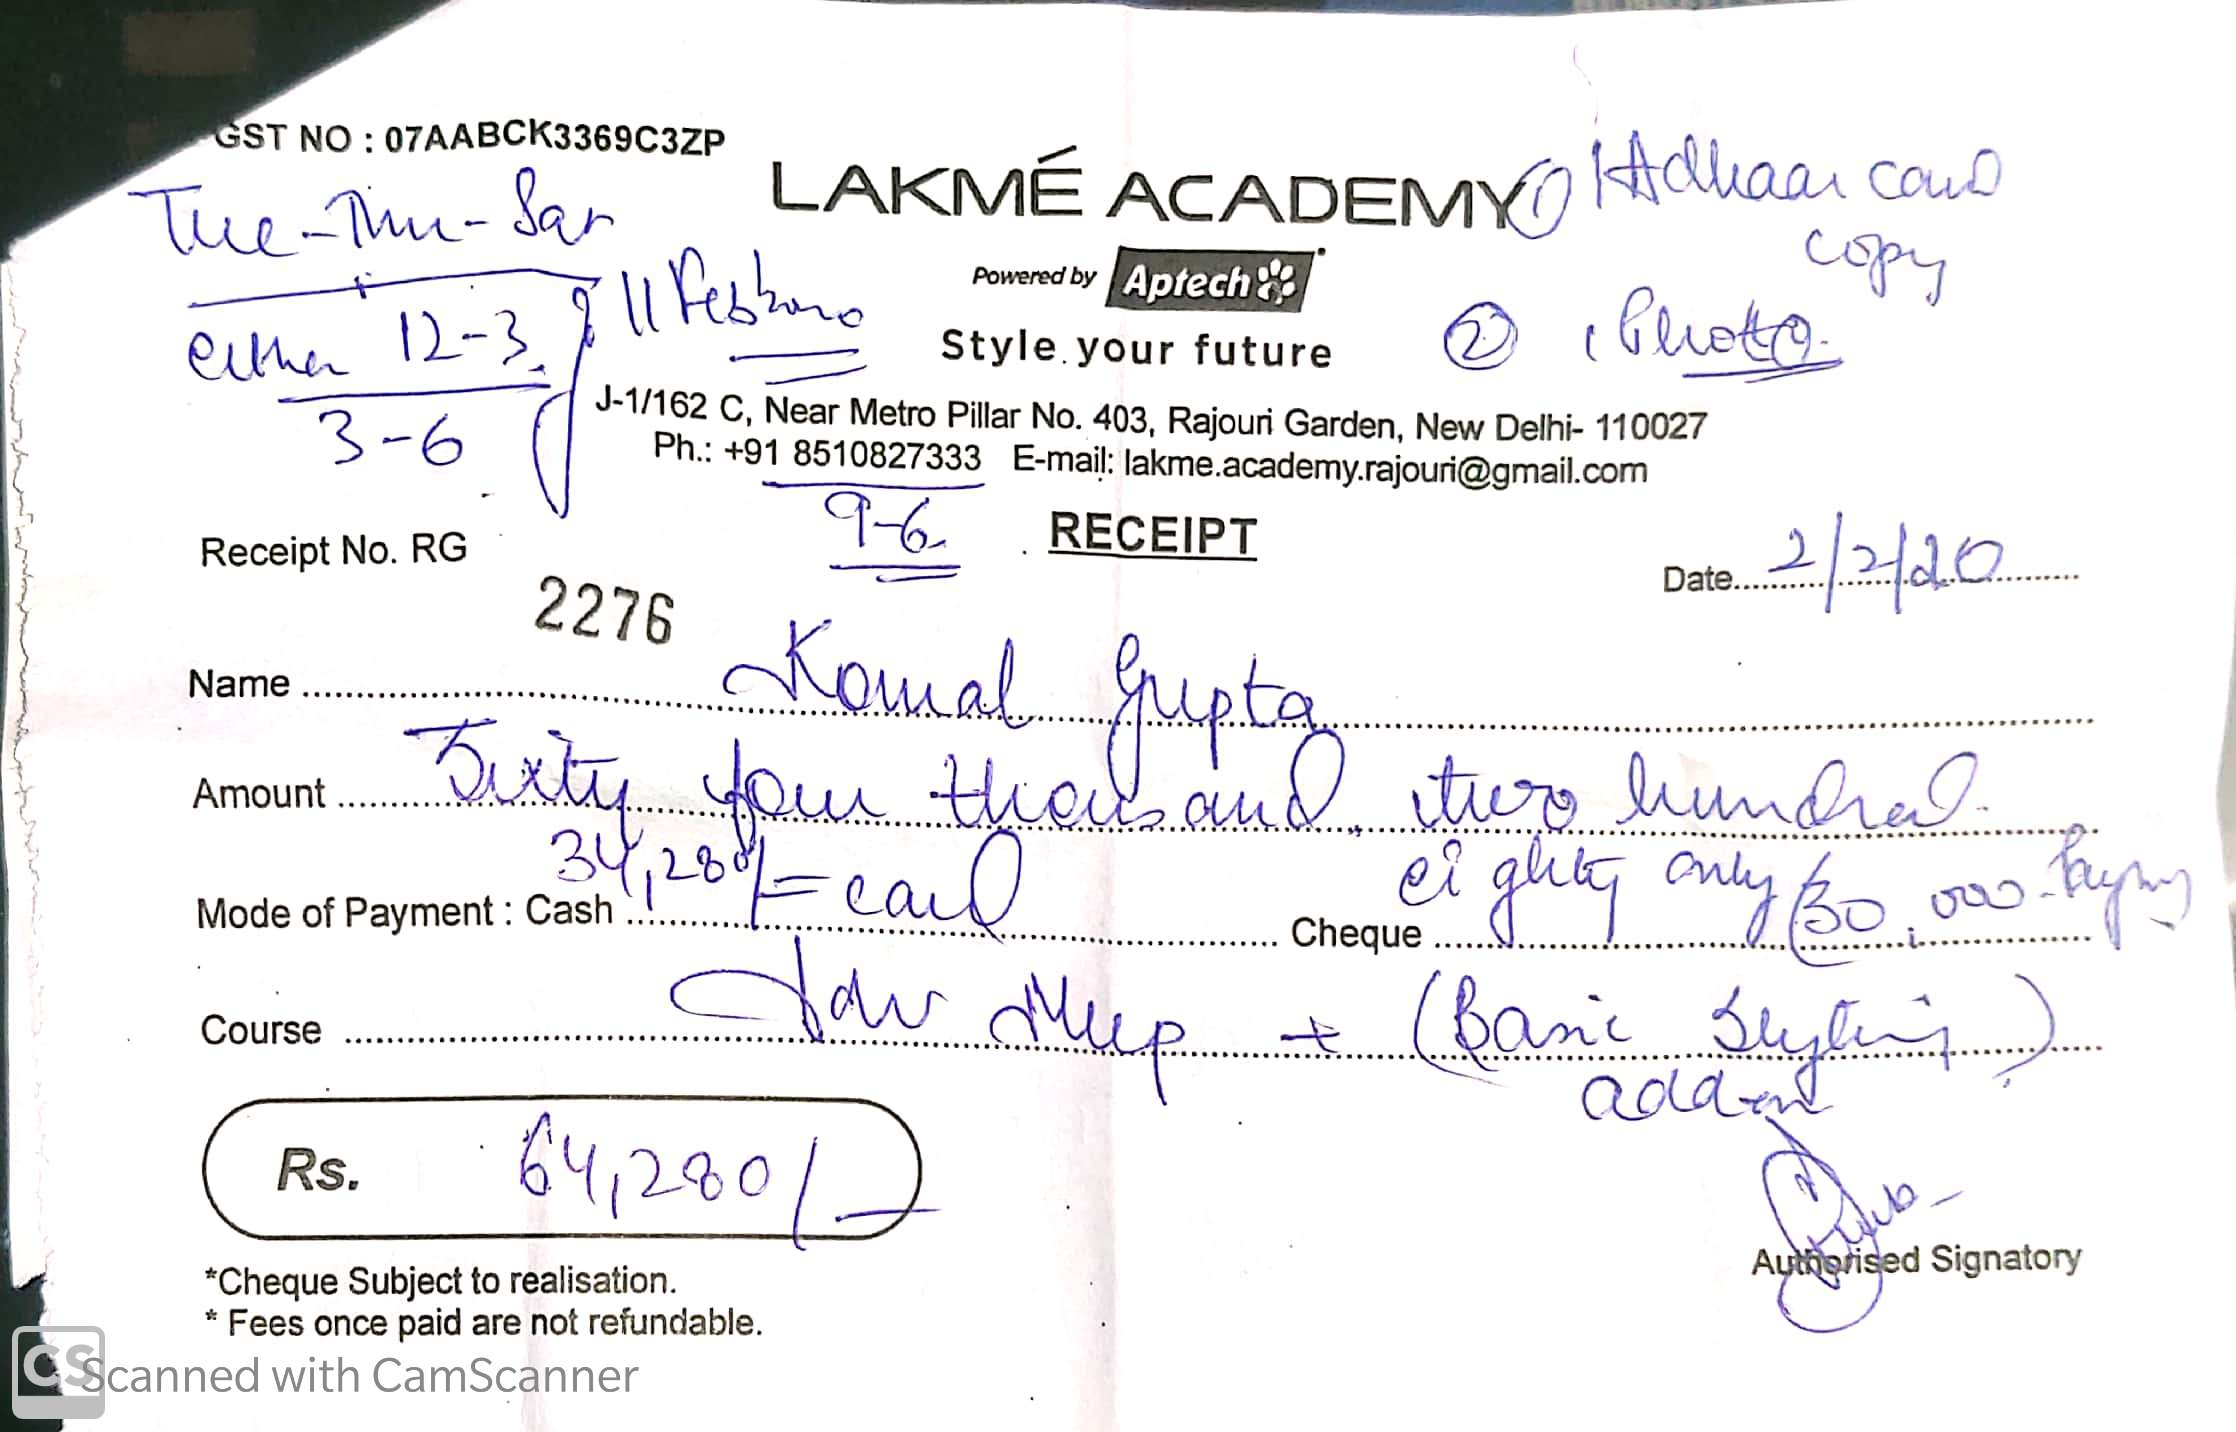 GST NO : 07AABCK3369C3ZP
LAKMÉ ACADEMY
① 1 Adhaar card
copy
Tue-Thu-Sat
Powered by Aptech
11 Feb
either 12-3
Style your future
② 1 Photo
3-6
J-1/162 C, Near Metro Pillar No. 403, Rajouri Garden, New Delhi- 110027
Ph.: +91 8510827333 E-mail: lakme.academy.rajouri@gmail.com
9-6
RECEIPT
Receipt No. RG 2276
Date 2/2/20
Name Komal Gupta
Amount Sixty four thousand, two hundred
eighty only
Mode of Payment : Cash 34,280/= card Cheque 30,000
Course Adv + (Basic Styling)
add-on
Rs. 64,280/-
Authorised Signatory
*Cheque Subject to realisation.
* Fees once paid are not refundable.
CS Scanned with CamScanner